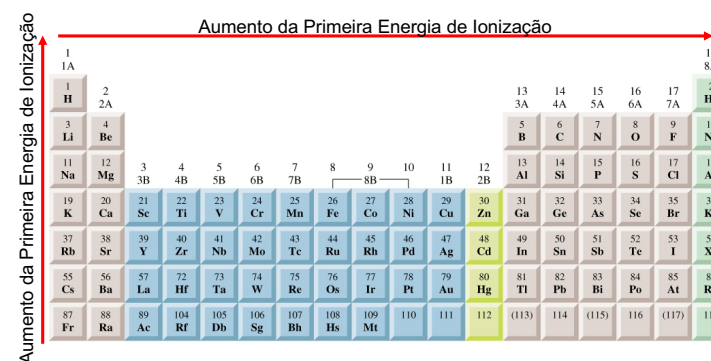 Aumento da Primeira Energia de Ionização
Aumento da Primeira Energia de Ionização
1
1A
2
2A
3
3B
4
4B
5
5B
6
6B
7
7B
8 9 10
8B
11
1B
12
2B
13
3A
14
4A
15
5A
16
6A
17
7A
1 H
3 Li 4 Be 5 B 6 C 7 N 8 O 9 F
11 Na 12 Mg 13 Al 14 Si 15 P 16 S 17 Cl
19 K 20 Ca 21 Sc 22 Ti 23 V 24 Cr 25 Mn 26 Fe 27 Co 28 Ni 29 Cu 30 Zn 31 Ga 32 Ge 33 As 34 Se 35 Br
37 Rb 38 Sr 39 Y 40 Zr 41 Nb 42 Mo 43 Tc 44 Ru 45 Rh 46 Pd 47 Ag 48 Cd 49 In 50 Sn 51 Sb 52 Te 53 I
55 Cs 56 Ba 57 La 72 Hf 73 Ta 74 W 75 Re 76 Os 77 Ir 78 Pt 79 Au 80 Hg 81 Tl 82 Pb 83 Bi 84 Po 85 At
87 Fr 88 Ra 89 Ac 104 Rf 105 Db 106 Sg 107 Bh 108 Hs 109 Mt 110 111 112 (113) 114 (115) 116 (117)